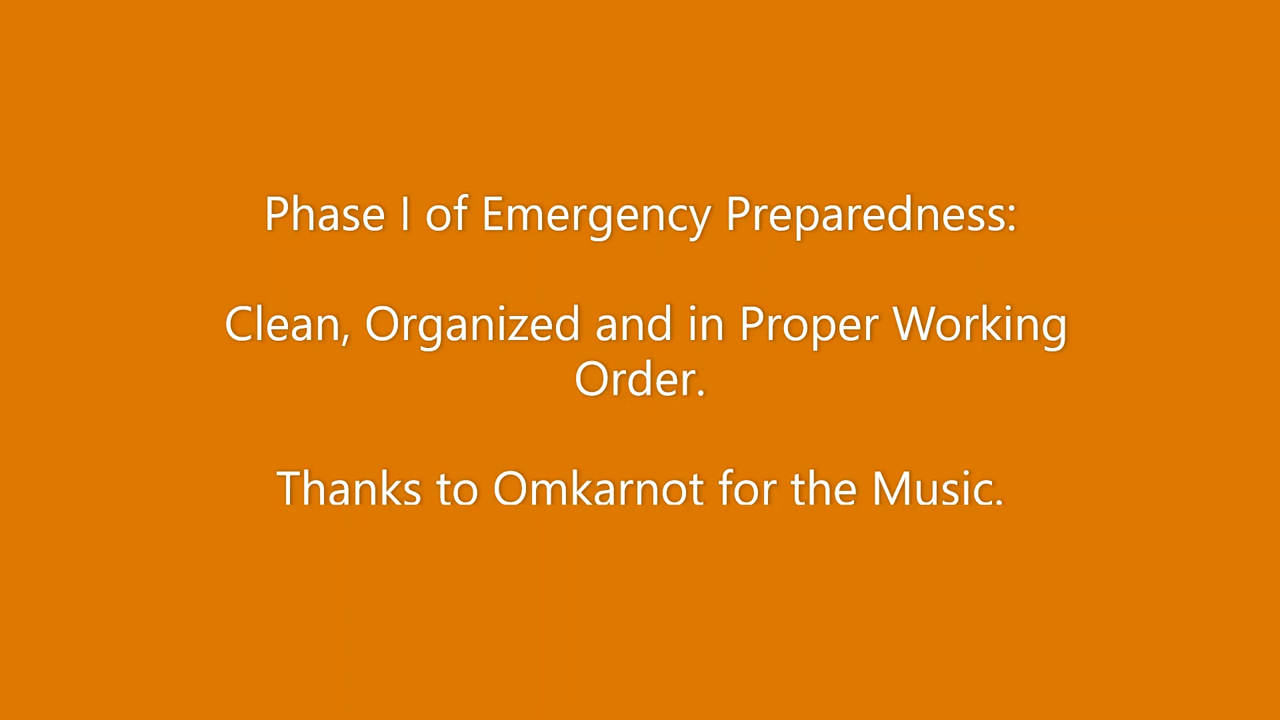 Phase I of Emergency Preparedness:
Clean, Organized and in Proper Working
Order.
Thanks to Omkarnot for the Music.